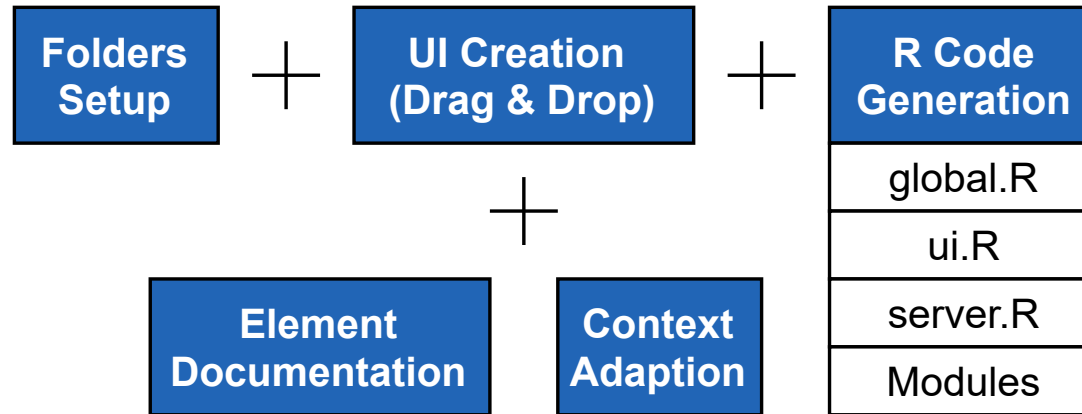 Folders
Setup
UI Creation
(Drag & Drop)
R Code
Generation
global.R
ui.R
server.R
Modules
Element
Documentation
Context
Adaption